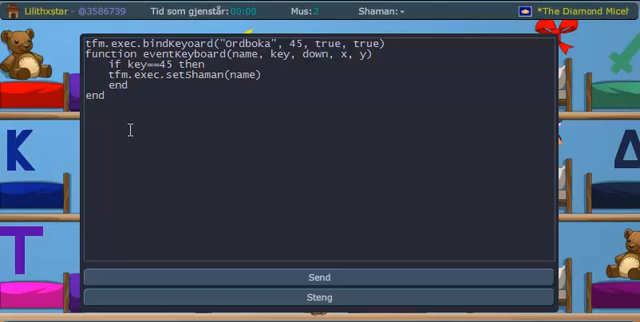 Lilithxstar - @3586739 Tid som gjenstår: 00:00 Mus: 2 Shaman: - *The Diamond Miceł
tfm.exec.bindKeyoard("Ordboka", 45, true, true)
function eventKeyboard(name, key, down, x, y)
if key==45 then
tfm.exec.setShaman(name)
end
end
K
T
Δ
Send
Steng